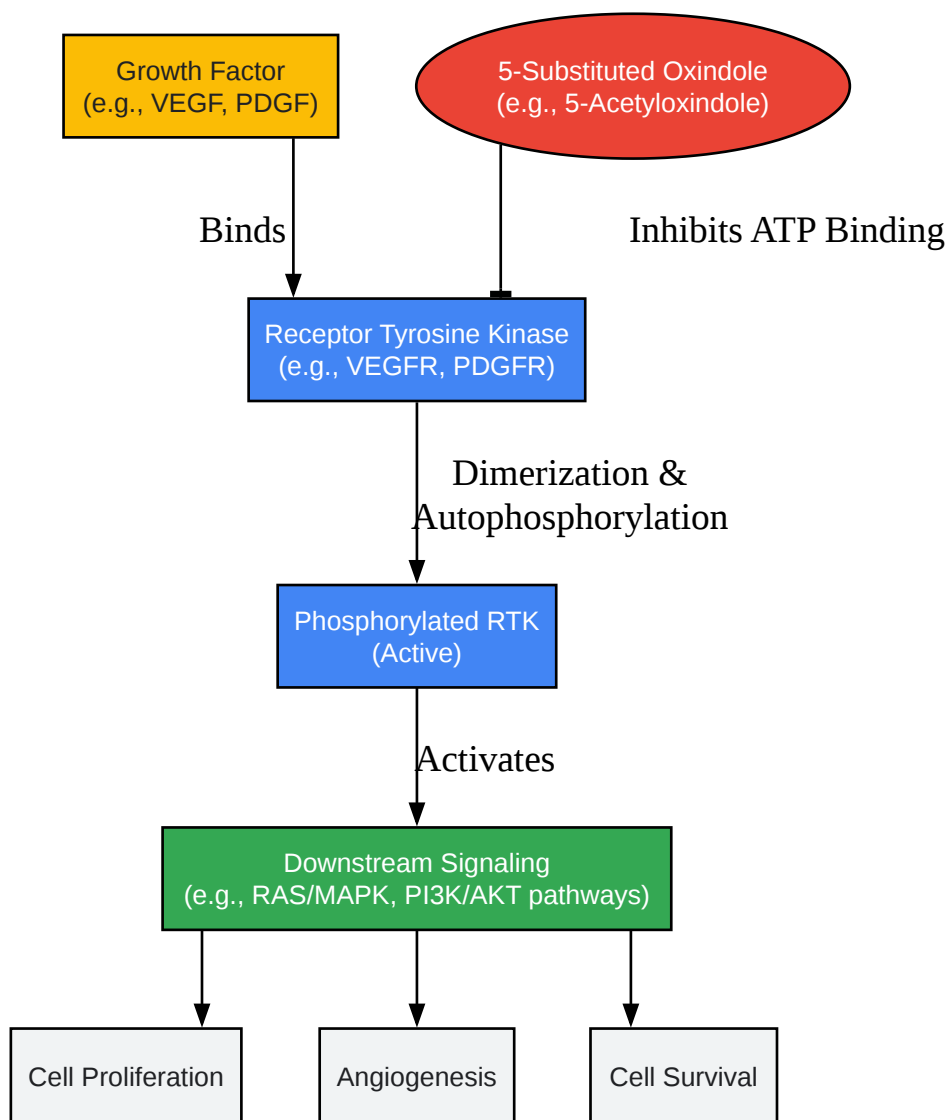 Growth Factor
(e.g., VEGF, PDGF)
5-Substituted Oxindole
(e.g., 5-Acetyloxindole)
Binds
Inhibits ATP Binding
Receptor Tyrosine Kinase
(e.g., VEGFR, PDGFR)
Dimerization &
Autophosphorylation
Phosphorylated RTK
(Active)
Activates
Downstream Signaling
(e.g., RAS/MAPK, PI3K/AKT pathways)
Cell Proliferation
Angiogenesis
Cell Survival